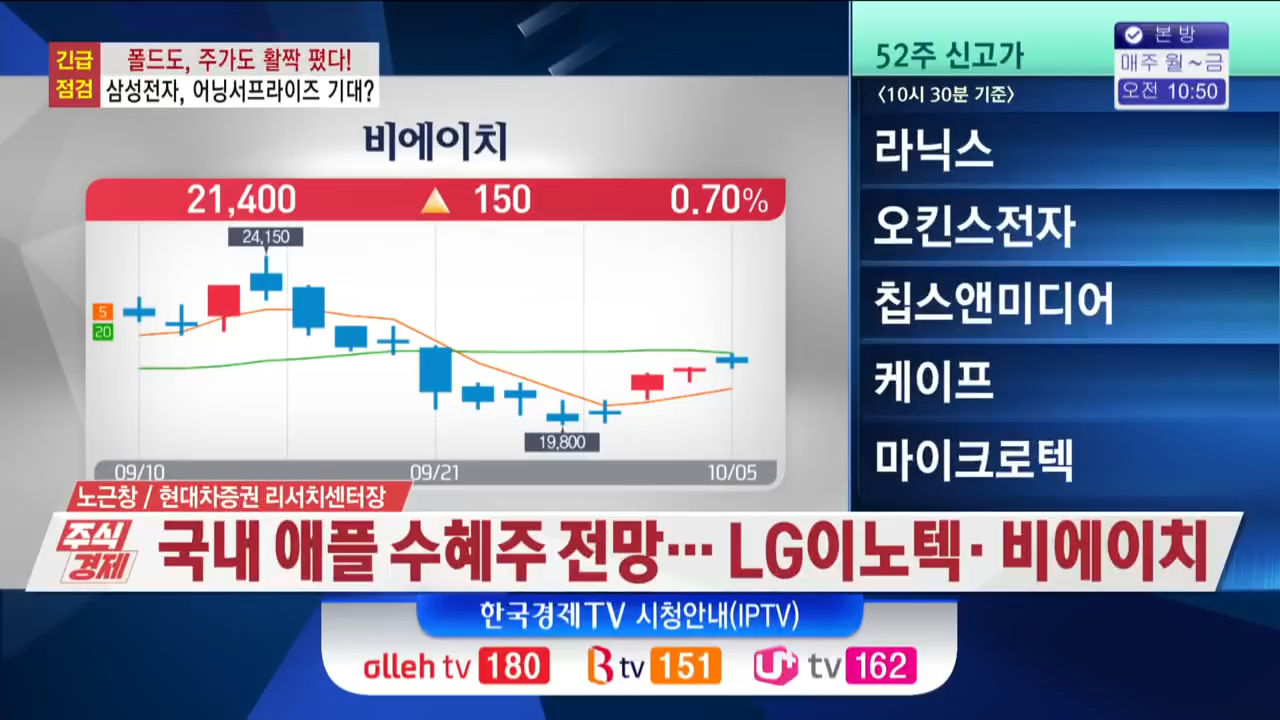 긴급
점검
폴드도, 주가도 활짝 폈다!
삼성전자, 어닝서프라이즈 기대?
비에이치
21,400 ▲ 150 0.70%
24,150
5
20
19,800
09/10 09/21 10/05
52주 신고가
〈10시 30분 기준〉
본 방
매주 월~금
오전 10:50
라닉스
오킨스전자
칩스앤미디어
케이프
마이크로텍
노근창 / 현대차증권 리서치센터장
주식
경제
국내 애플 수혜주 전망… LG이노텍· 비에이치
한국경제TV 시청안내(IPTV)
alleh tv 180 B tv 151 U+ tv 162